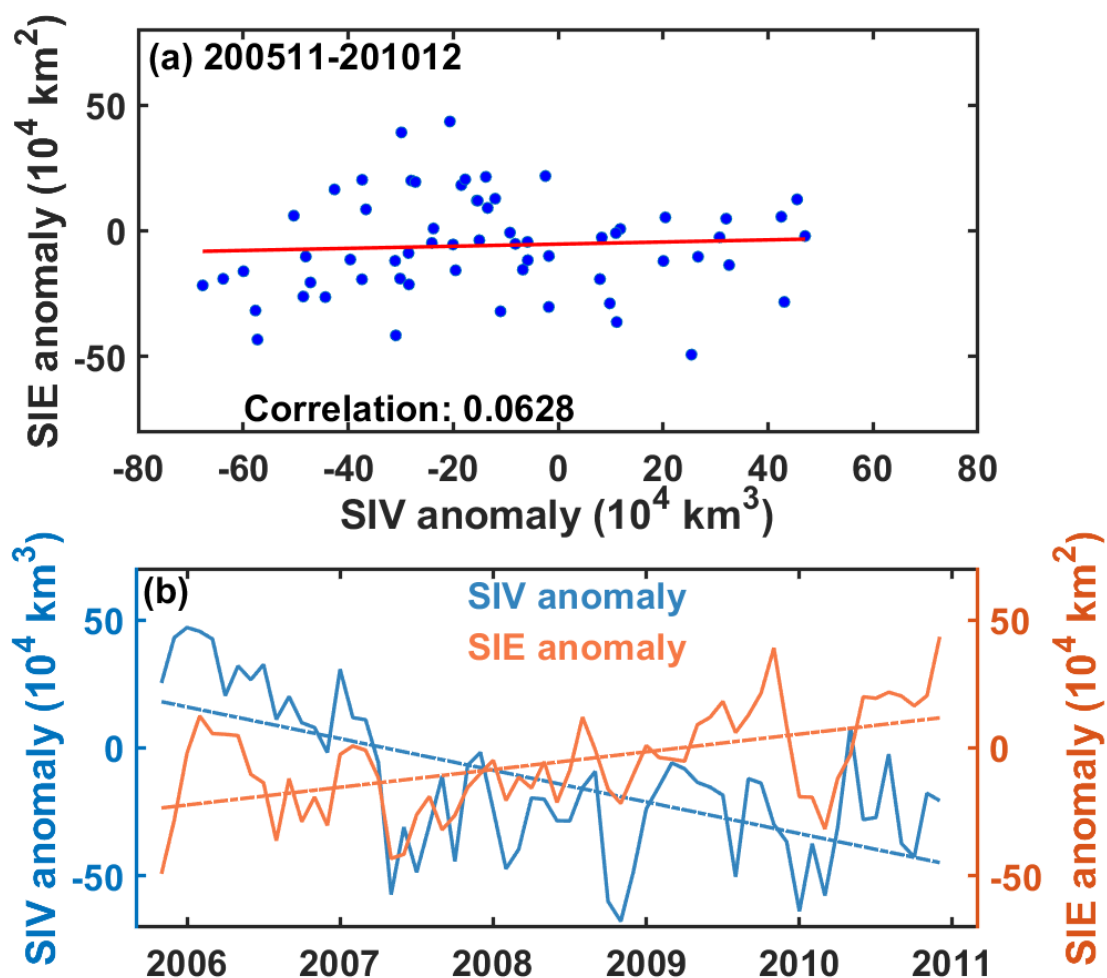 (a) 200511-201012
SIE anomaly (10⁴ km²)
50
0
-50
Correlation: 0.0628
-80 -60 -40 -20 0 20 40 60 80
SIV anomaly (10⁴ km³)
(b)
SIV anomaly
SIE anomaly
SIV anomaly (10⁴ km³)
50
0
-50
50
0
-50
SIE anomaly (10⁴ km²)
2006 2007 2008 2009 2010 2011